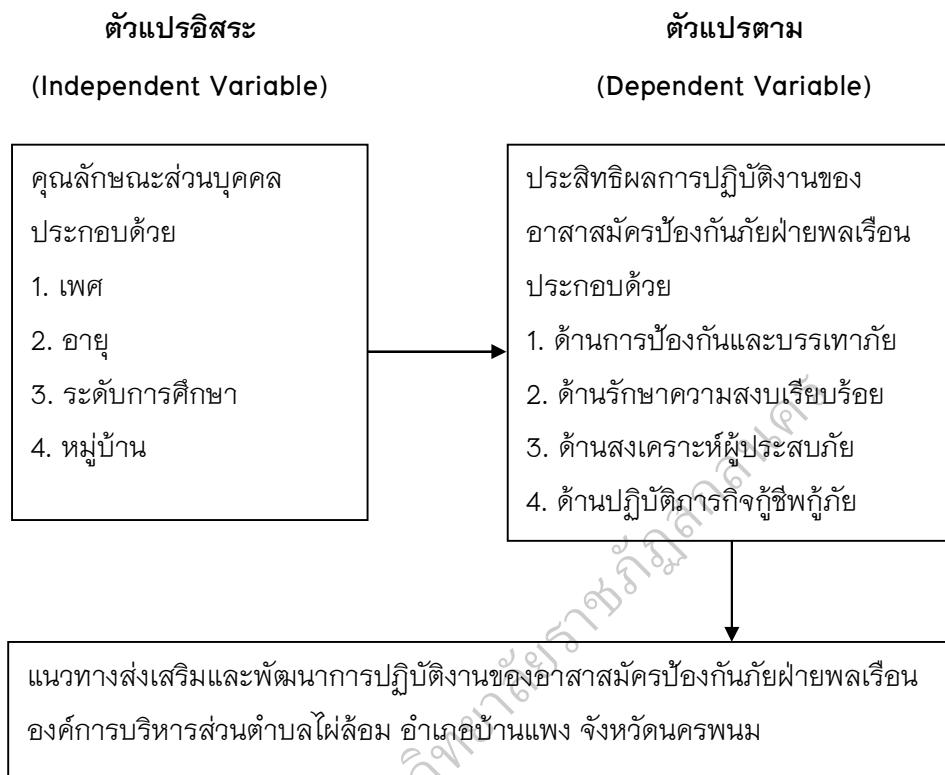 ตัวแปรอิสระ
(Independent Variable)
ตัวแปรตาม
(Dependent Variable)
คุณลักษณะส่วนบุคคล
ประกอบด้วย
1. เพศ
2. อายุ
3. ระดับการศึกษา
4. หมู่บ้าน
ประสิทธิผลการปฏิบัติงานของ
อาสาสมัครป้องกันภัยฝ่ายพลเรือน
ประกอบด้วย
1. ด้านการป้องกันและบรรเทาภัย
2. ด้านรักษาความสงบเรียบร้อย
3. ด้านสงเคราะห์ผู้ประสบภัย
4. ด้านปฏิบัติภารกิจกู้ชีพกู้ภัย
แนวทางส่งเสริมและพัฒนาการปฏิบัติงานของอาสาสมัครป้องกันภัยฝ่ายพลเรือน
องค์การบริหารส่วนตำบลไผ่ล้อม อำเภอบ้านแพง จังหวัดนครพนม